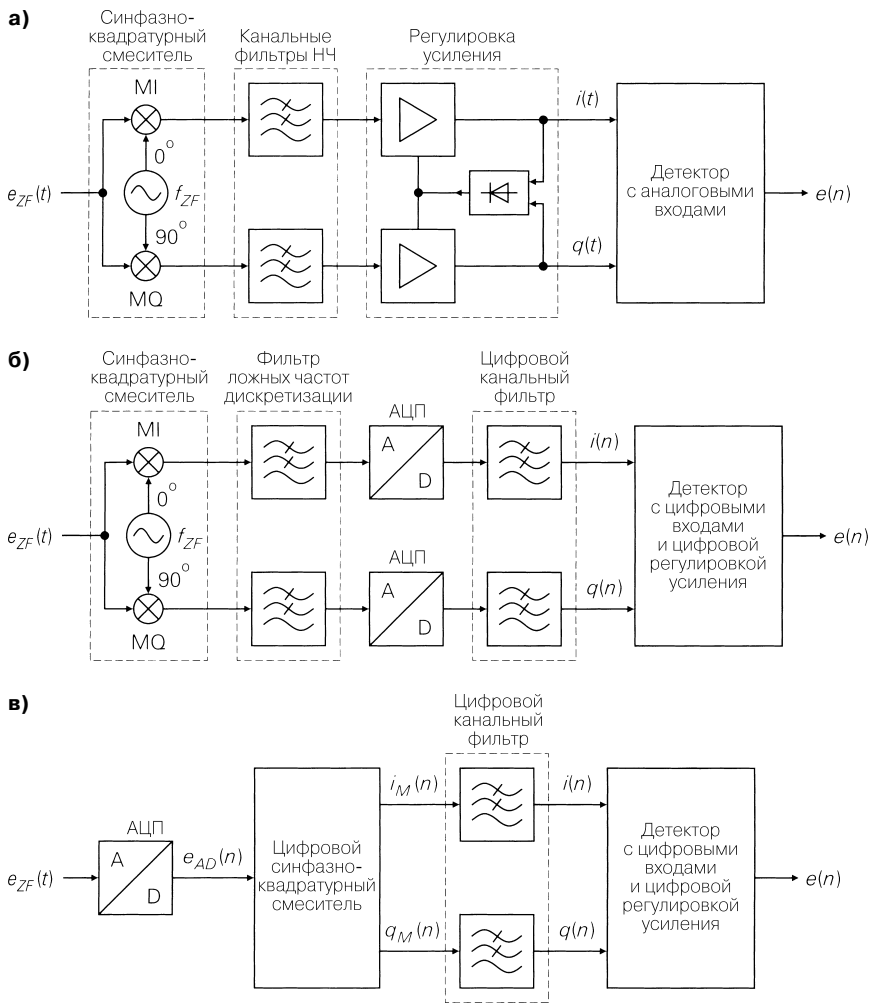 а)
Синфазно-
квадратурный
смеситель
Канальные
фильтры НЧ
Регулировка
усиления
MI
0°
e_ZF(t)
f_ZF
90°
MQ
i(t)
q(t)
Детектор
с аналоговыми
входами
e(n)
б)
Синфазно-
квадратурный
смеситель
Фильтр
ложных частот
дискретизации
АЦП
Цифровой
канальный
фильтр
MI
0°
e_ZF(t)
f_ZF
90°
MQ
A
D
АЦП
A
D
i(n)
q(n)
Детектор
с цифровыми
входами
и цифровой
регулировкой
усиления
e(n)
в)
Цифровой
канальный
фильтр
АЦП
e_ZF(t)
A
D
e_AD(n)
Цифровой
синфазно-
квадратурный
смеситель
i_M(n)
q_M(n)
i(n)
q(n)
Детектор
с цифровыми
входами
и цифровой
регулировкой
усиления
e(n)